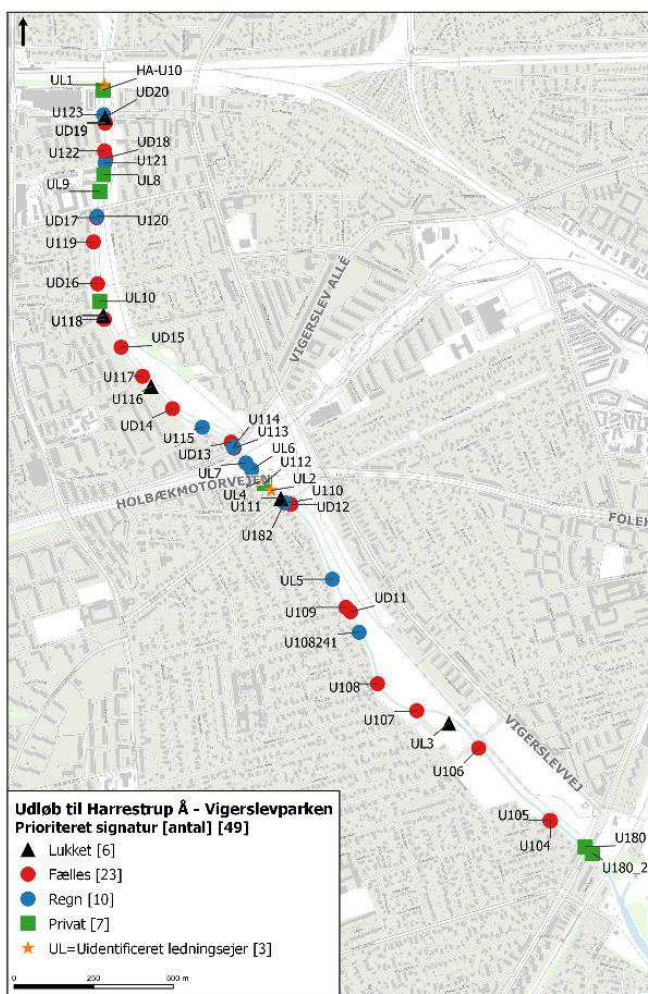 UL1
HA-U10
UD20
U123
UD19
UD18
U122
U121
UL9
UL8
UD17
U120
U119
UD16
UL10
U118
UD15
VIGERSLEV ALLÉ
U117
U116
U114
UD14
U113
U115
UL6
UD13
U112
UL7
UL2
HOLBÆKMOTORVEJEN
UL4
U110
U111
UD12
FOLEH
U182
UL5
UD11
U109
U108241
U108
VIGERSLEVVEJ
U107
UL3
U106
U105
U180
U104
U180_2
Udløb til Harrestrup Å - Vigerslevparken
Prioriteret signatur [antal] [49]
Lukket [6]
Fælles [23]
Regn [10]
Privat [7]
UL=Uidentificeret ledningsejer [3]
0 200 600 m